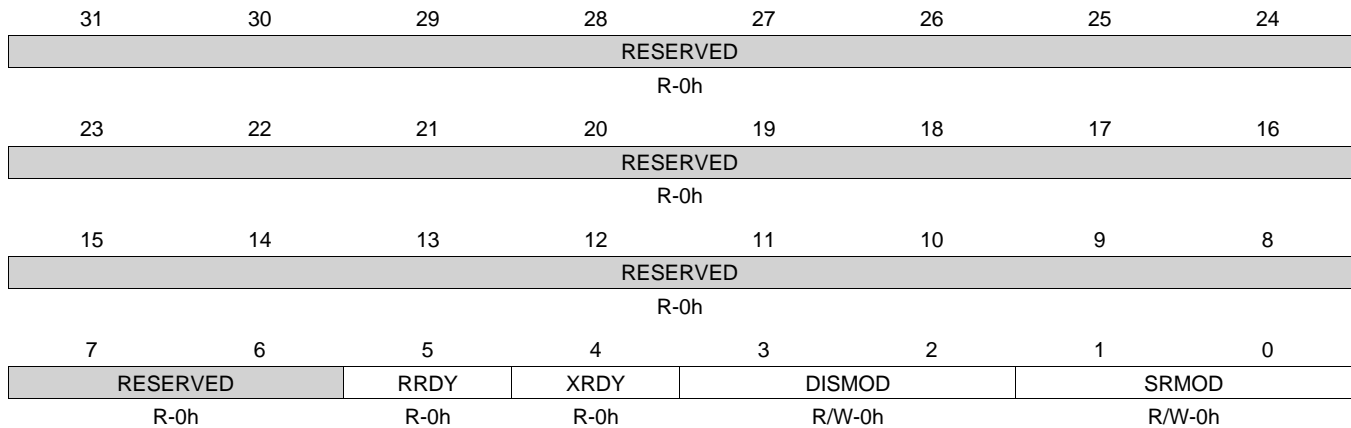 31 30 29 28 27 26 25 24
RESERVED
R-0h
23 22 21 20 19 18 17 16
RESERVED
R-0h
15 14 13 12 11 10 9 8
RESERVED
R-0h
7 6 5 4 3 2 1 0
RESERVED RRDY XRDY DISMOD SRMOD
R-0h R-0h R-0h R/W-0h R/W-0h